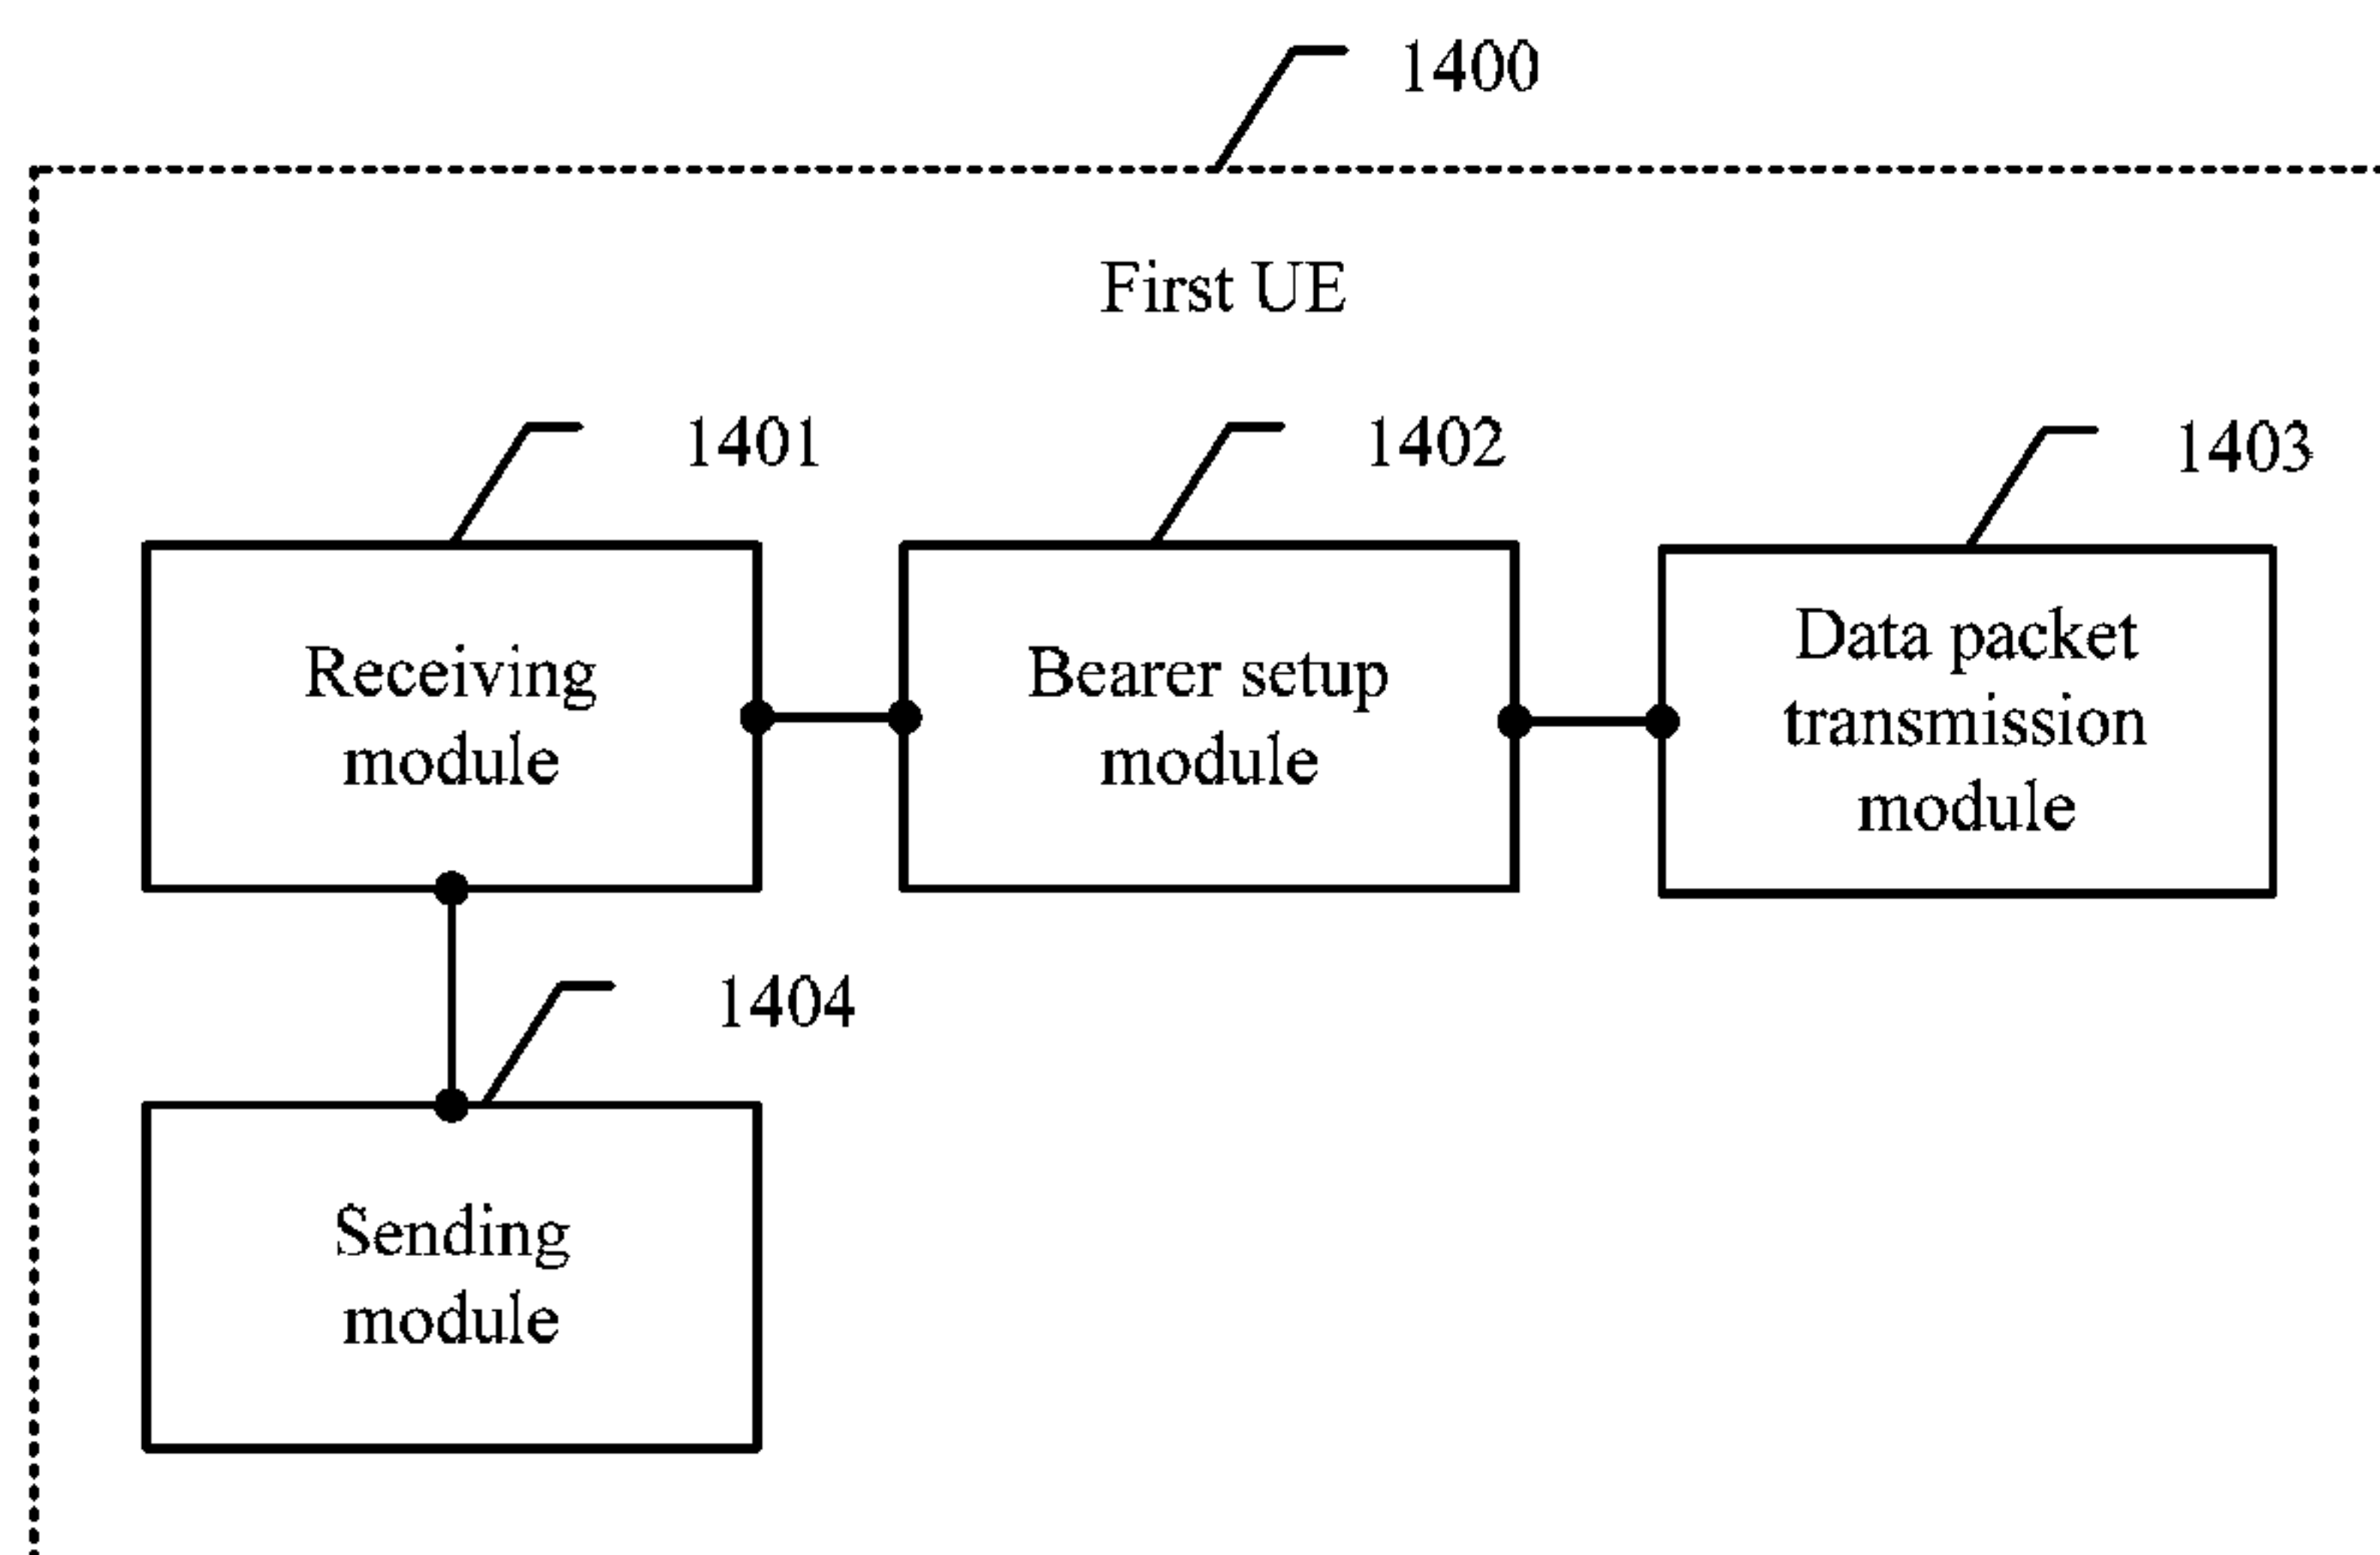 1400
First UE
1401
1402
1403
Receiving
module
Bearer setup
module
Data packet
transmission
module
1404
Sending
module